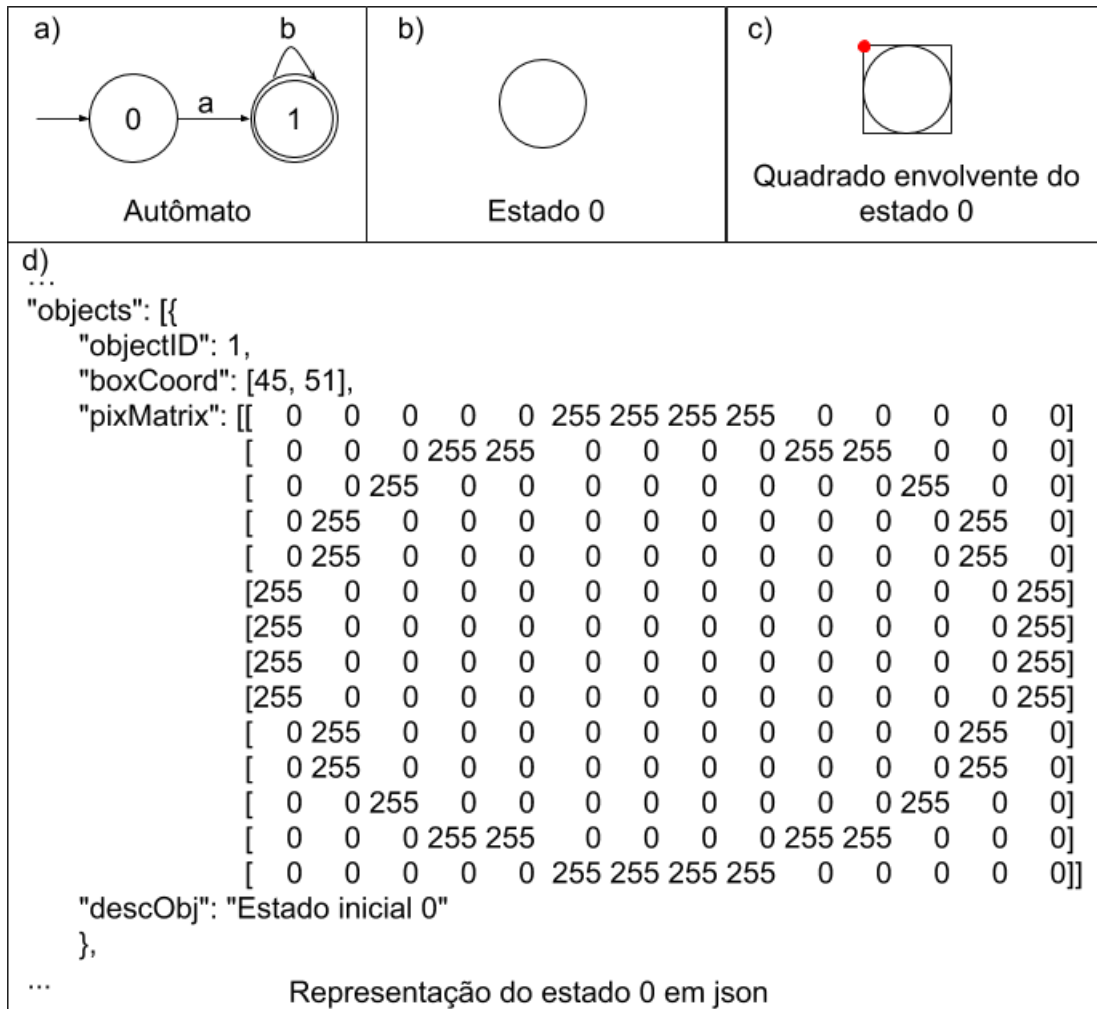 a)
b
0
a
1
Autômato
b)
Estado 0
c)
Quadrado envolvente do
estado 0
d)
...
"objects": [{
"objectID": 1,
"boxCoord": [45, 51],
"pixMatrix": [[ 0 0 0 0 0 255 255 255 255 0 0 0 0 0]
[ 0 0 0 255 255 0 0 0 0 255 255 0 0 0]
[ 0 0 255 0 0 0 0 0 0 0 0 255 0 0]
[ 0 255 0 0 0 0 0 0 0 0 0 0 255 0]
[ 0 255 0 0 0 0 0 0 0 0 0 0 255 0]
[255 0 0 0 0 0 0 0 0 0 0 0 0 255]
[255 0 0 0 0 0 0 0 0 0 0 0 0 255]
[255 0 0 0 0 0 0 0 0 0 0 0 0 255]
[255 0 0 0 0 0 0 0 0 0 0 0 0 255]
[ 0 255 0 0 0 0 0 0 0 0 0 0 255 0]
[ 0 255 0 0 0 0 0 0 0 0 0 0 255 0]
[ 0 0 255 0 0 0 0 0 0 0 0 255 0 0]
[ 0 0 0 255 255 0 0 0 0 255 255 0 0 0]
[ 0 0 0 0 0 255 255 255 255 0 0 0 0 0]]
"descObj": "Estado inicial 0"
},
...
Representação do estado 0 em json